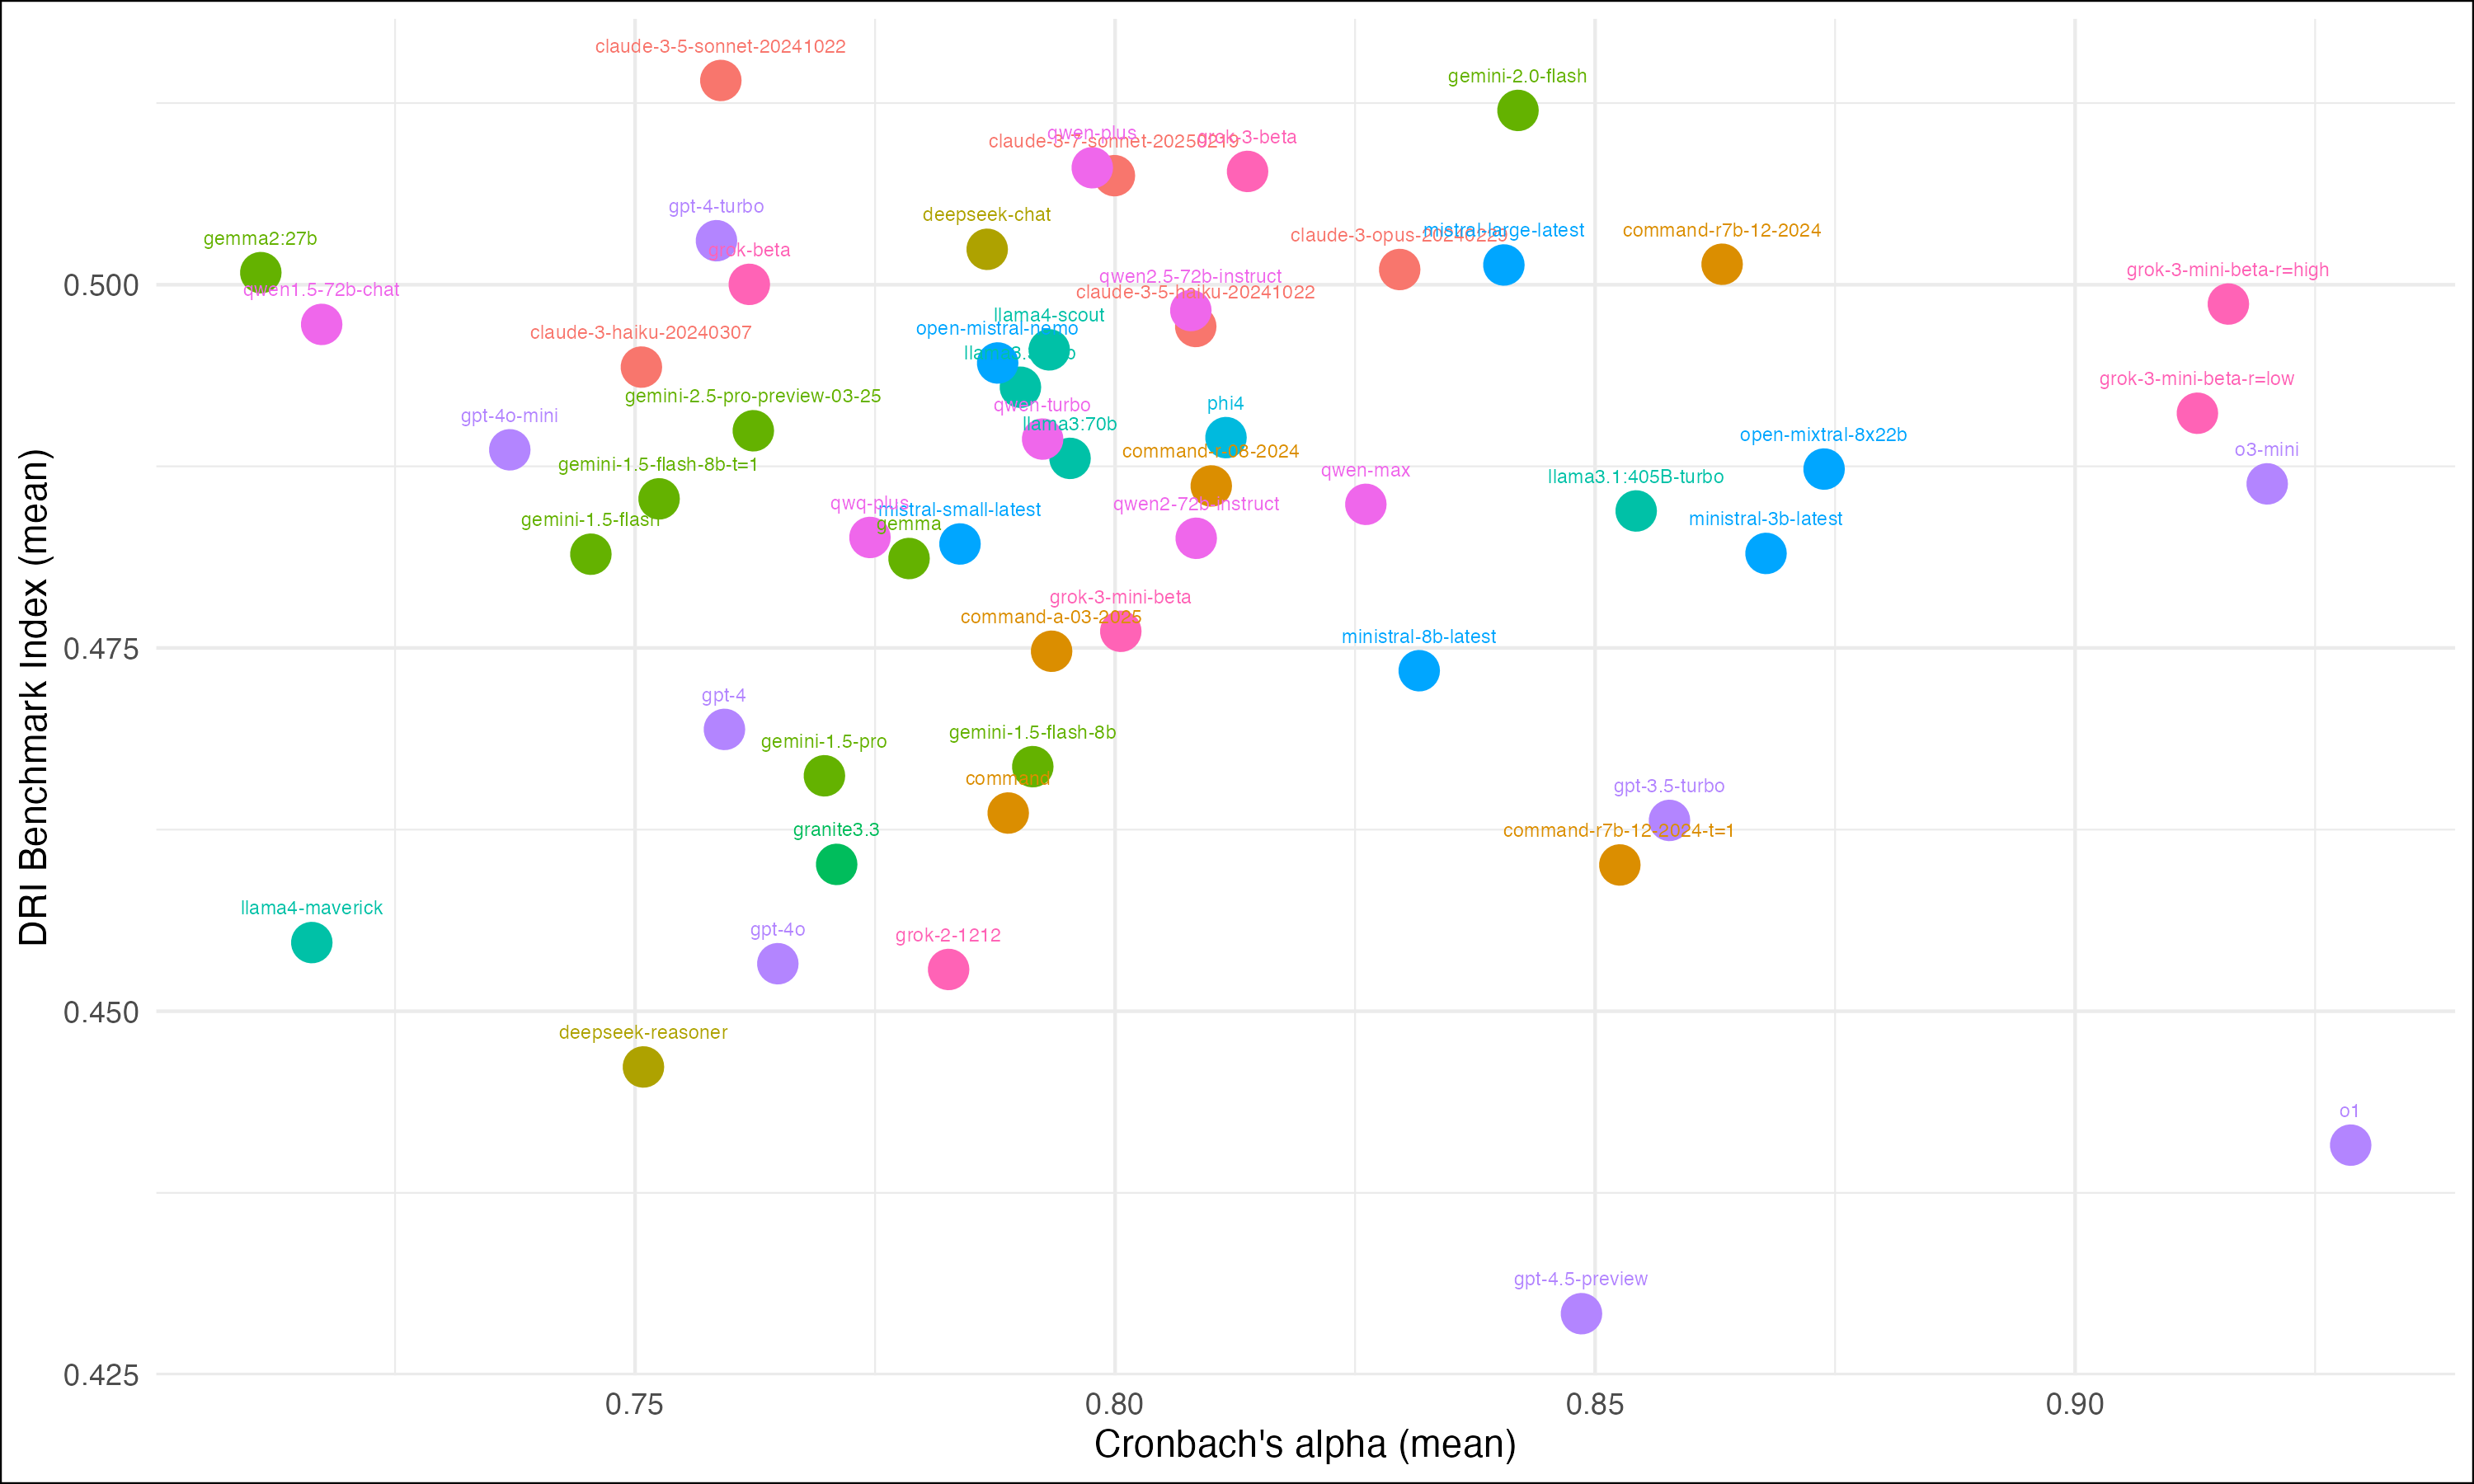 claude-3-5-sonnet-20241022
gemini-2.0-flash
qwen-plus
grok-3-beta
claude-3-7-sonnet-20250219
gpt-4-turbo
deepseek-chat
gemma2:27b
grok-beta
claude-3-opus-20240229
mistral-large-latest
command-r7b-12-2024
qwen1.5-72b-chat
qwen2.5-72b-instruct
claude-3-5-haiku-20241022
grok-3-mini-beta-r=high
llama4-scout
open-mistral-nemo
claude-3-haiku-20240307
grok-3-mini-beta-r=low
gemini-2.5-pro-preview-03-25
qwen-turbo
phi4
gpt-4o-mini
llama3:70b
open-mixtral-8x22b
command-r-08-2024
o3-mini
gemini-1.5-flash-8b-t=1
qwen-max
llama3.1:405B-turbo
qwq-plus
qwen2-72b-instruct
mistral-small-latest
gemini-1.5-flash
ministral-3b-latest
gemma
grok-3-mini-beta
command-a-03-2025
ministral-8b-latest
gpt-4
gemini-1.5-flash-8b
gemini-1.5-pro
command
gpt-3.5-turbo
granite3.3
command-r7b-12-2024-t=1
llama4-maverick
gpt-4o
grok-2-1212
deepseek-reasoner
o1
gpt-4.5-preview
0.500
0.475
0.450
0.425
DRI Benchmark Index (mean)
0.75
0.80
0.85
0.90
Cronbach's alpha (mean)